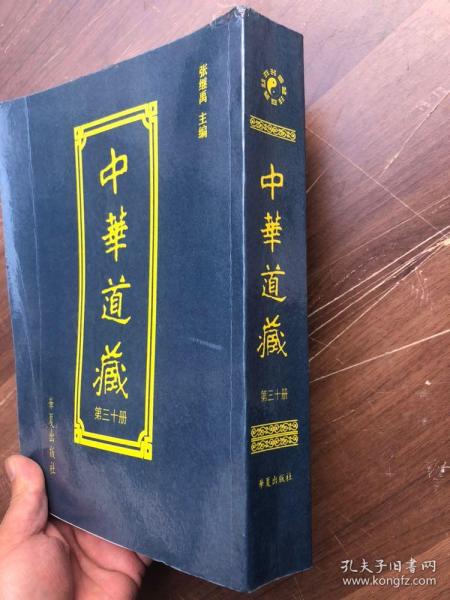 张继禹 主编
中華道藏
第三十册
華夏出版社
中華道藏
第三十册
華夏出版社
孔夫子旧书网
www.kongfz.com